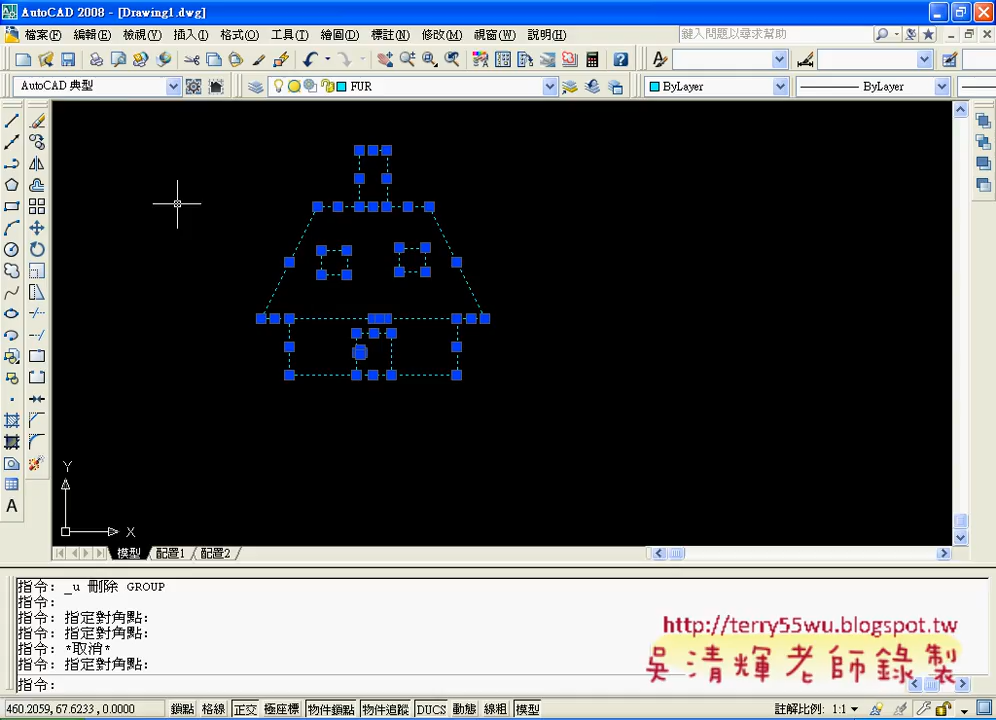 AutoCAD 2008 - [Drawing1.dwg]
檔案(F) 編輯(E) 檢視(V) 插入(I) 格式(O) 工具(T) 繪圖(D) 標註(N) 修改(M) 視窗(W) 說明(H) 鍵入問題以尋求幫助
AutoCAD 典型 FUR ByLayer ByLayer
Y
X
模型 配置1 配置2
指令: _u 刪除 GROUP
指令:
指令: 指定對角點:
指令: 指定對角點:
指令: *取消*
指令: 指定對角點:
指令:
http://terry55wu.blogspot.tw
吳清輝老師錄製
460.2059, 67.6233, 0.0000 鎖點 格線 正交 極座標 物件鎖點 物件追蹤 DUCS 動態 線粗 模型 註解比例: 1:1